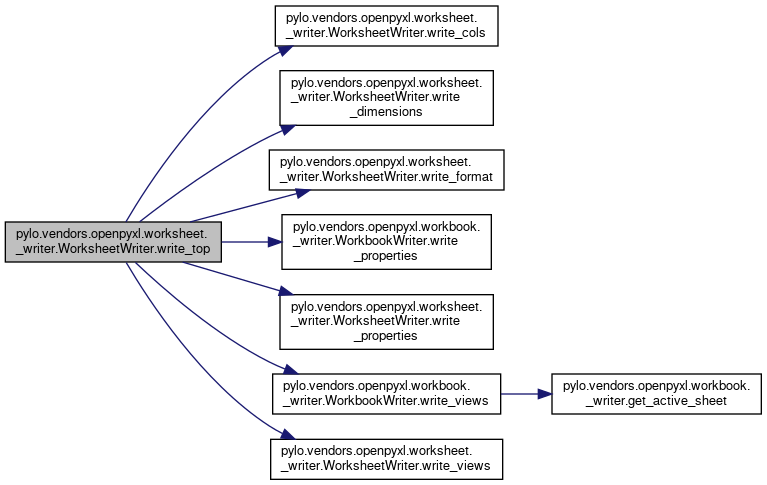 pylo.vendors.openpyxl.worksheet.
_writer.WorksheetWriter.write_top
pylo.vendors.openpyxl.worksheet.
_writer.WorksheetWriter.write_cols
pylo.vendors.openpyxl.worksheet.
_writer.WorksheetWriter.write
_dimensions
pylo.vendors.openpyxl.worksheet.
_writer.WorksheetWriter.write_format
pylo.vendors.openpyxl.workbook.
_writer.WorkbookWriter.write
_properties
pylo.vendors.openpyxl.worksheet.
_writer.WorksheetWriter.write
_properties
pylo.vendors.openpyxl.workbook.
_writer.WorkbookWriter.write_views
pylo.vendors.openpyxl.workbook.
_writer.get_active_sheet
pylo.vendors.openpyxl.worksheet.
_writer.WorksheetWriter.write_views